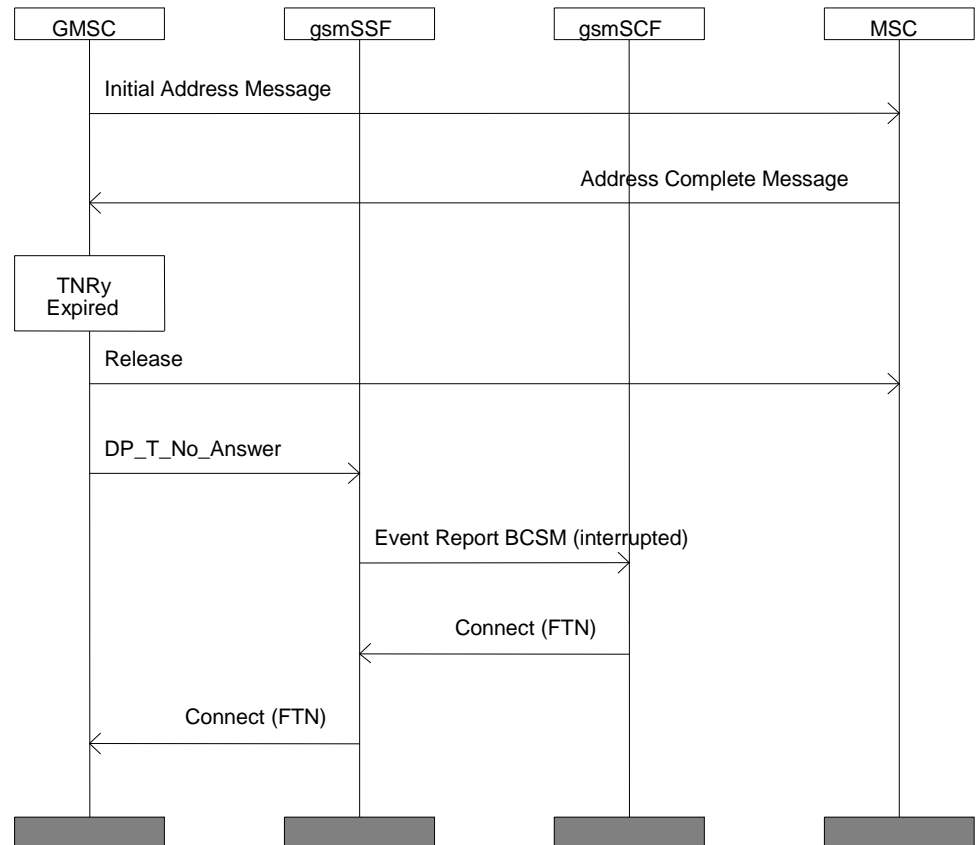 GMSC
gsmSSF
gsmSCF
MSC
Initial Address Message
Address Complete Message
TNRy
Expired
Release
DP_T_No_Answer
Event Report BCSM (interrupted)
Connect (FTN)
Connect (FTN)